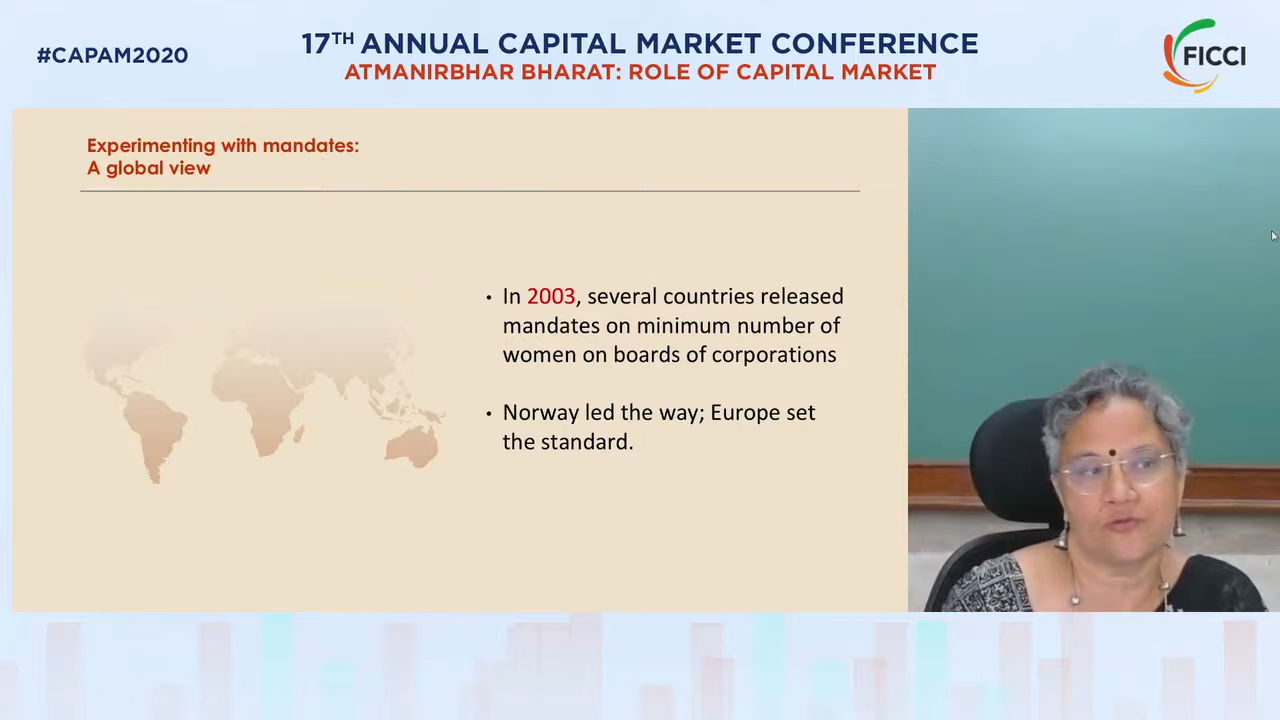 #CAPAM2020
17TH ANNUAL CAPITAL MARKET CONFERENCE
ATMANIRBHAR BHARAT: ROLE OF CAPITAL MARKET
FICCI
Experimenting with mandates:
A global view
• In 2003, several countries released
mandates on minimum number of
women on boards of corporations
• Norway led the way; Europe set
the standard.